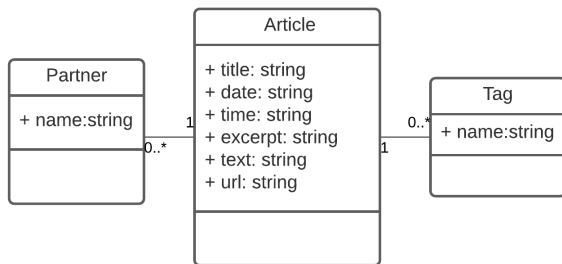 Partner
+ name:string
0..*
1
Article
+ title: string
+ date: string
+ time: string
+ excerpt: string
+ text: string
+ url: string
1
0..*
Tag
+ name:string